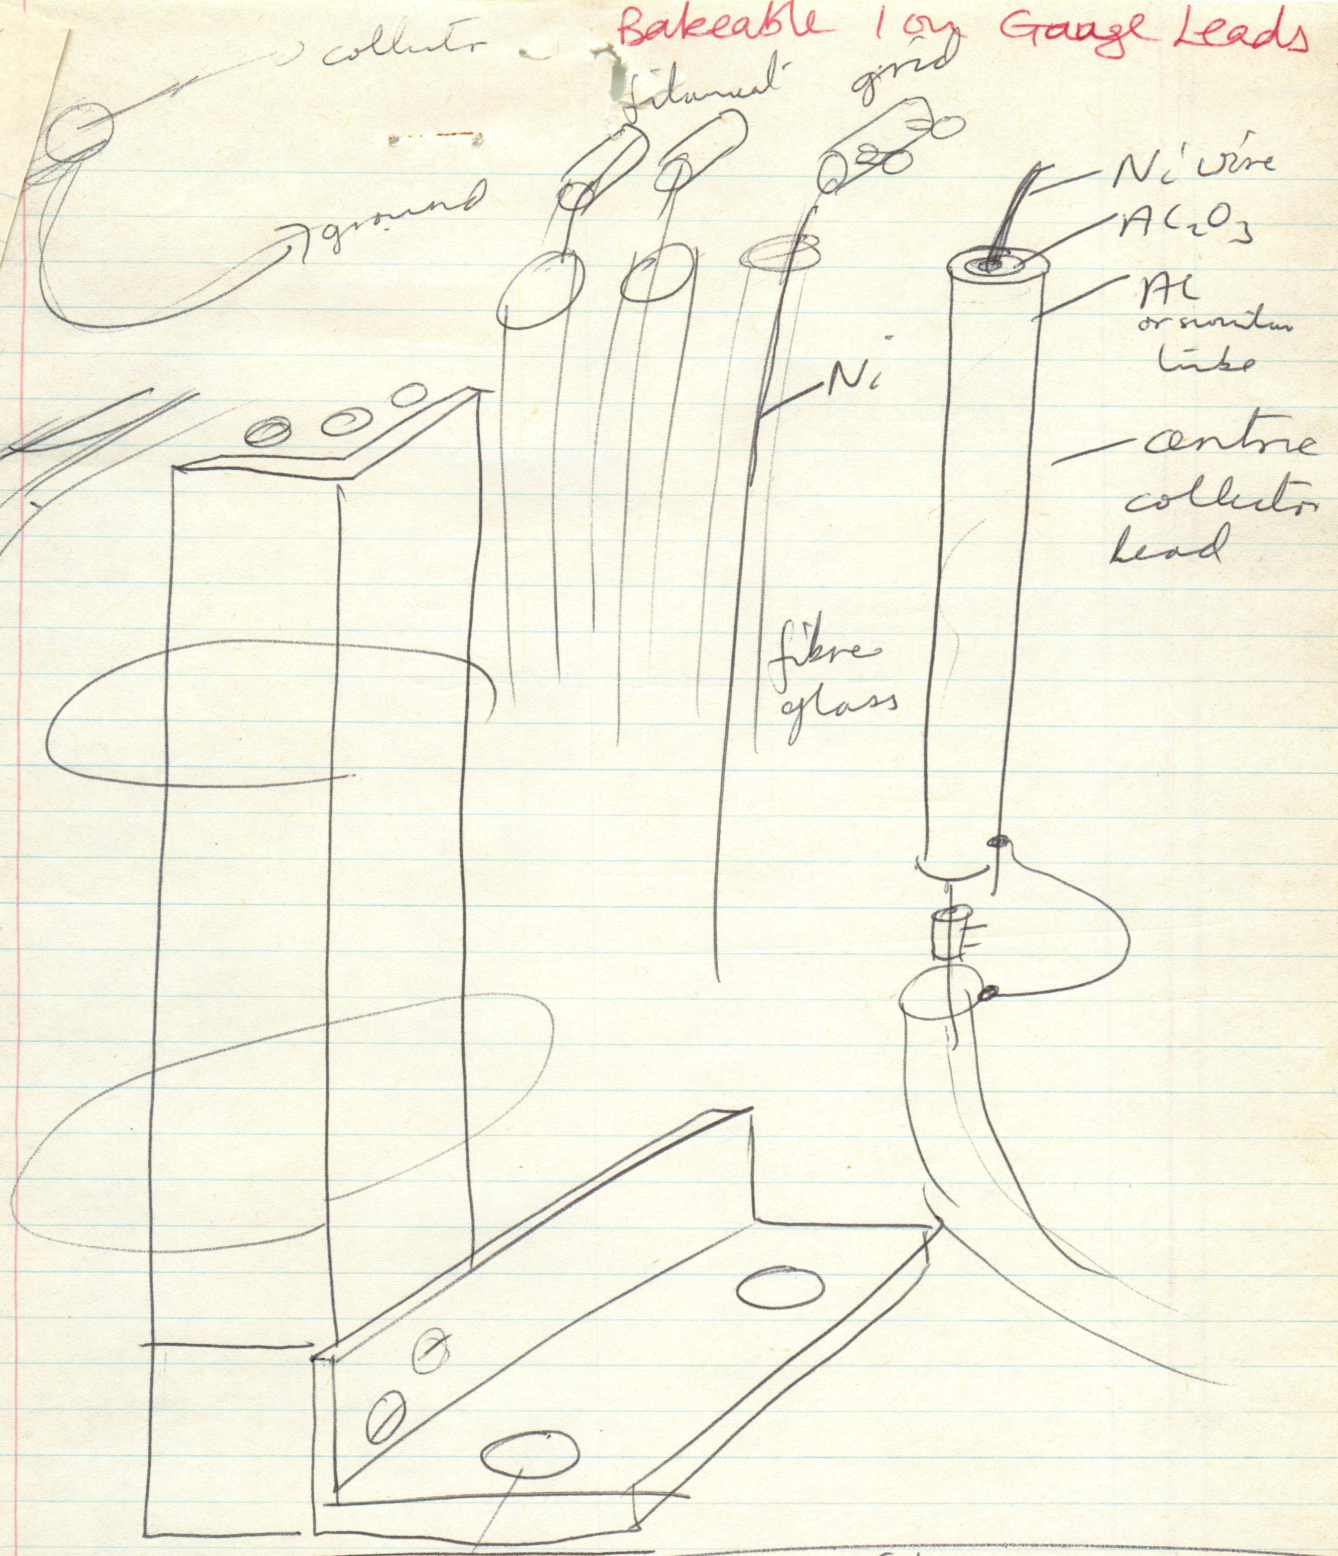 Bakeable Ion Gauge Leads
collector
filament
grid
ground
Ni wire
Al₂O₃
Al
or similar
tube
Ni
centre
collector
lead
fibre
glass